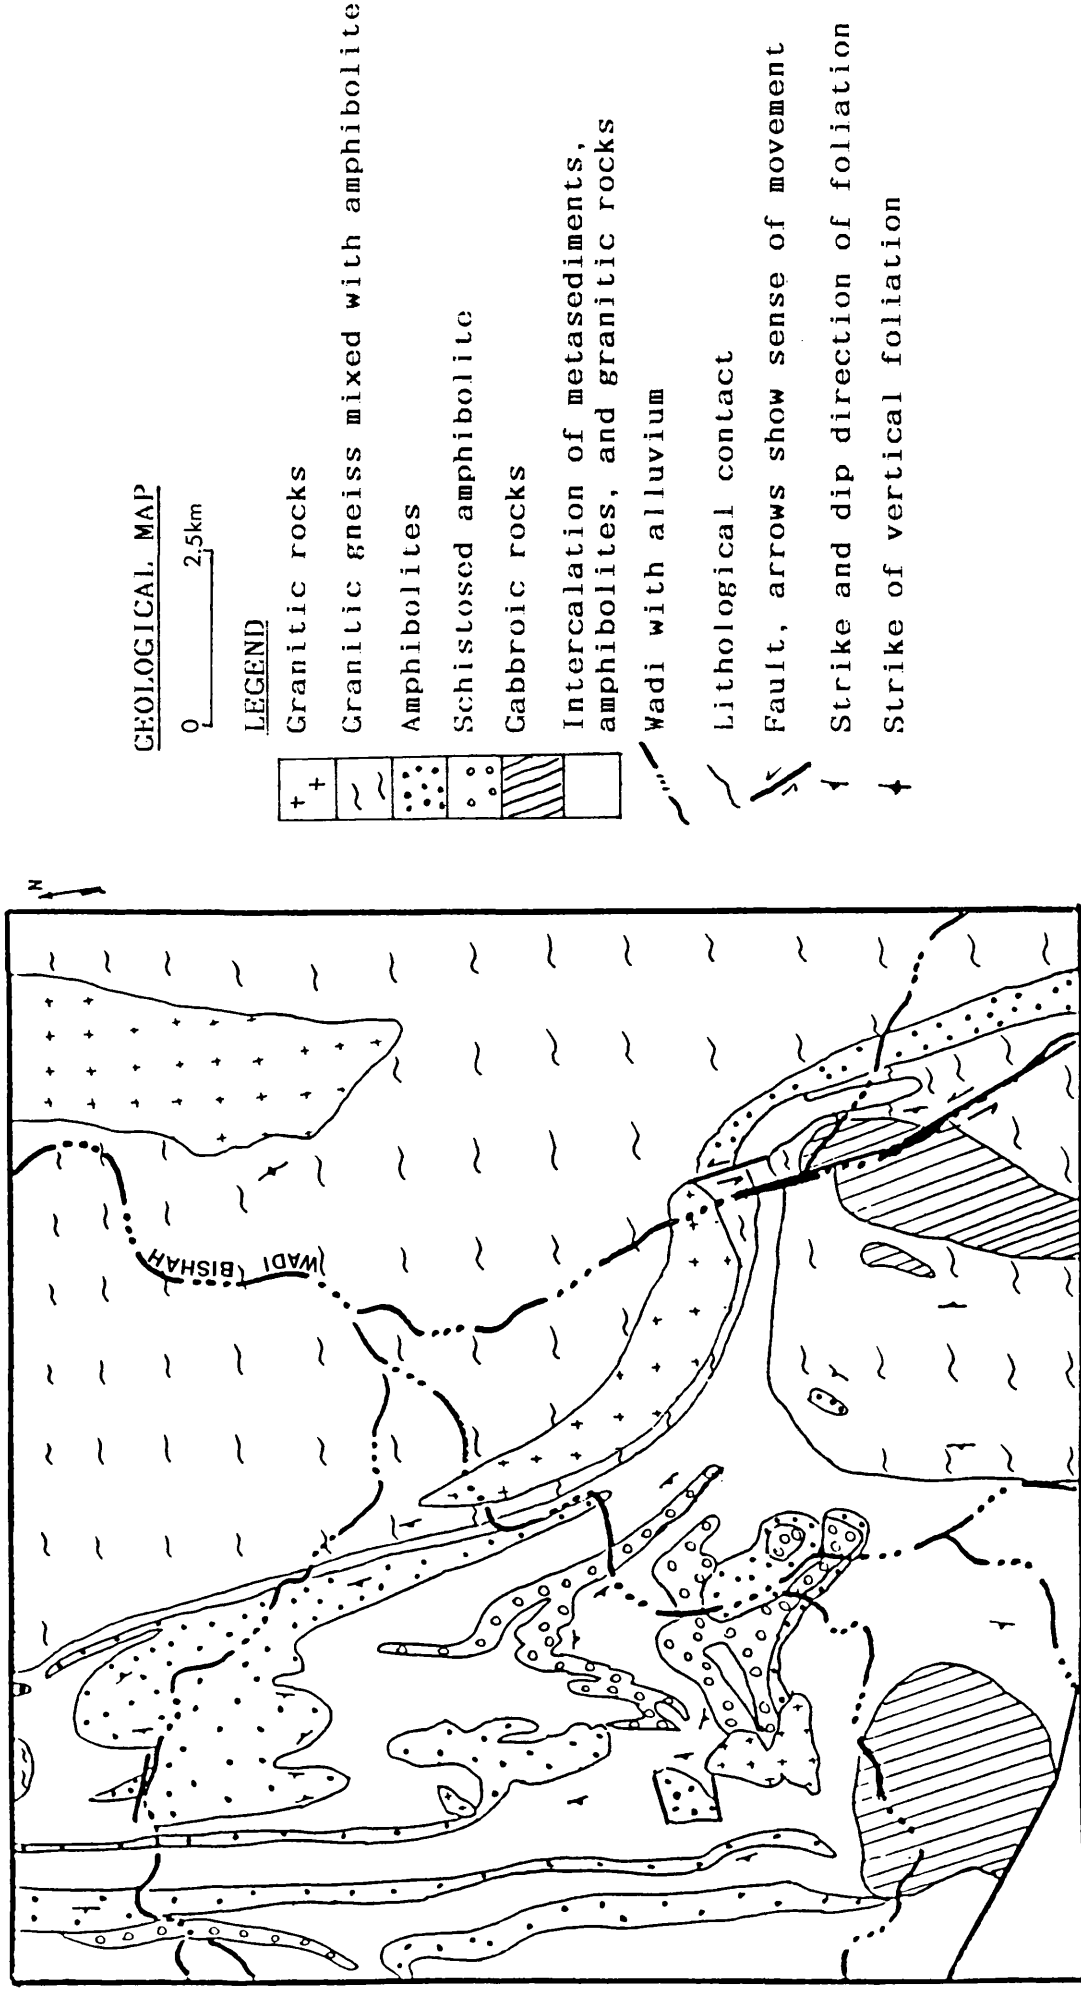 GEOLOGICAL MAP
0 2.5km
LEGEND
Granitic rocks
Granitic gneiss mixed with amphibolite
Amphibolites
Schistosed amphibolite
Gabbroic rocks
Intercalation of metasediments,
amphibolites, and granitic rocks
Wadi with alluvium
Lithological contact
Fault, arrows show sense of movement
Strike and dip direction of foliation
Strike of vertical foliation
N
WADI BISHAH